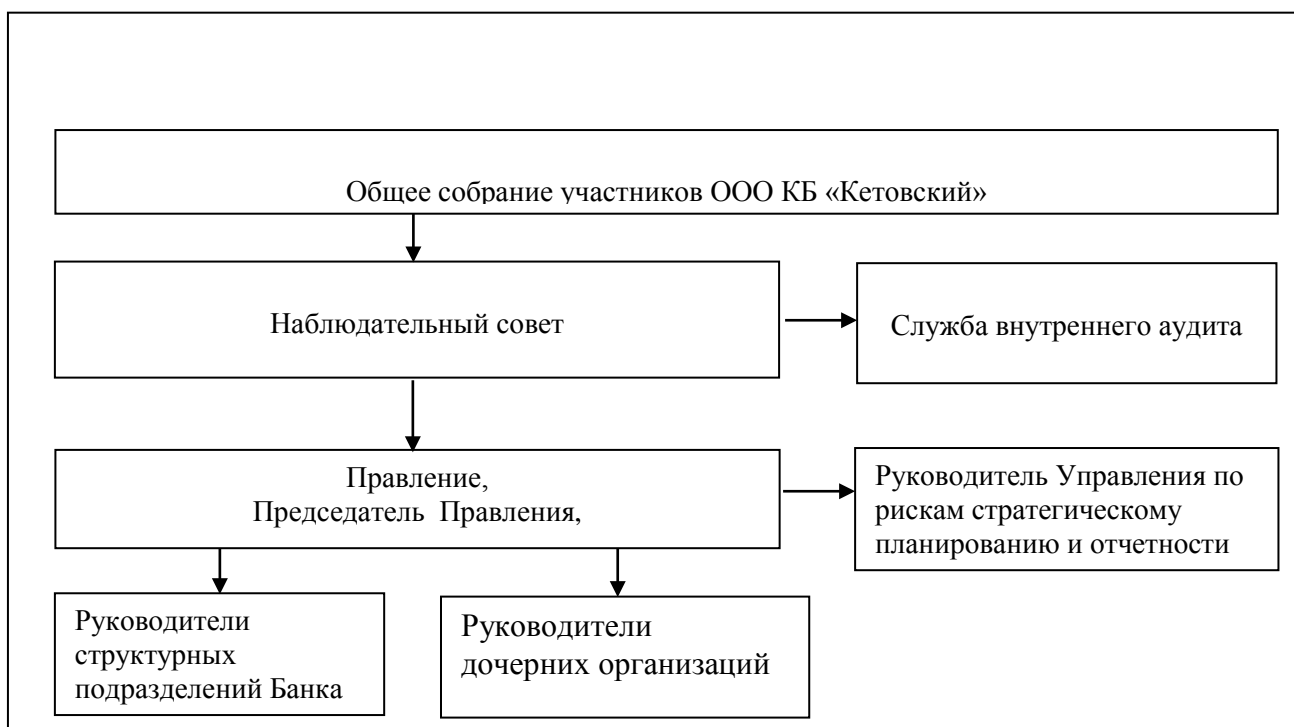 Общее собрание участников ООО КБ «Кетовский»
Наблюдательный совет
Служба внутреннего аудита
Правление,
Председатель Правления,
Руководитель Управления по
рискам стратегическому
планированию и отчетности
Руководители
структурных
подразделений Банка
Руководители
дочерних организаций